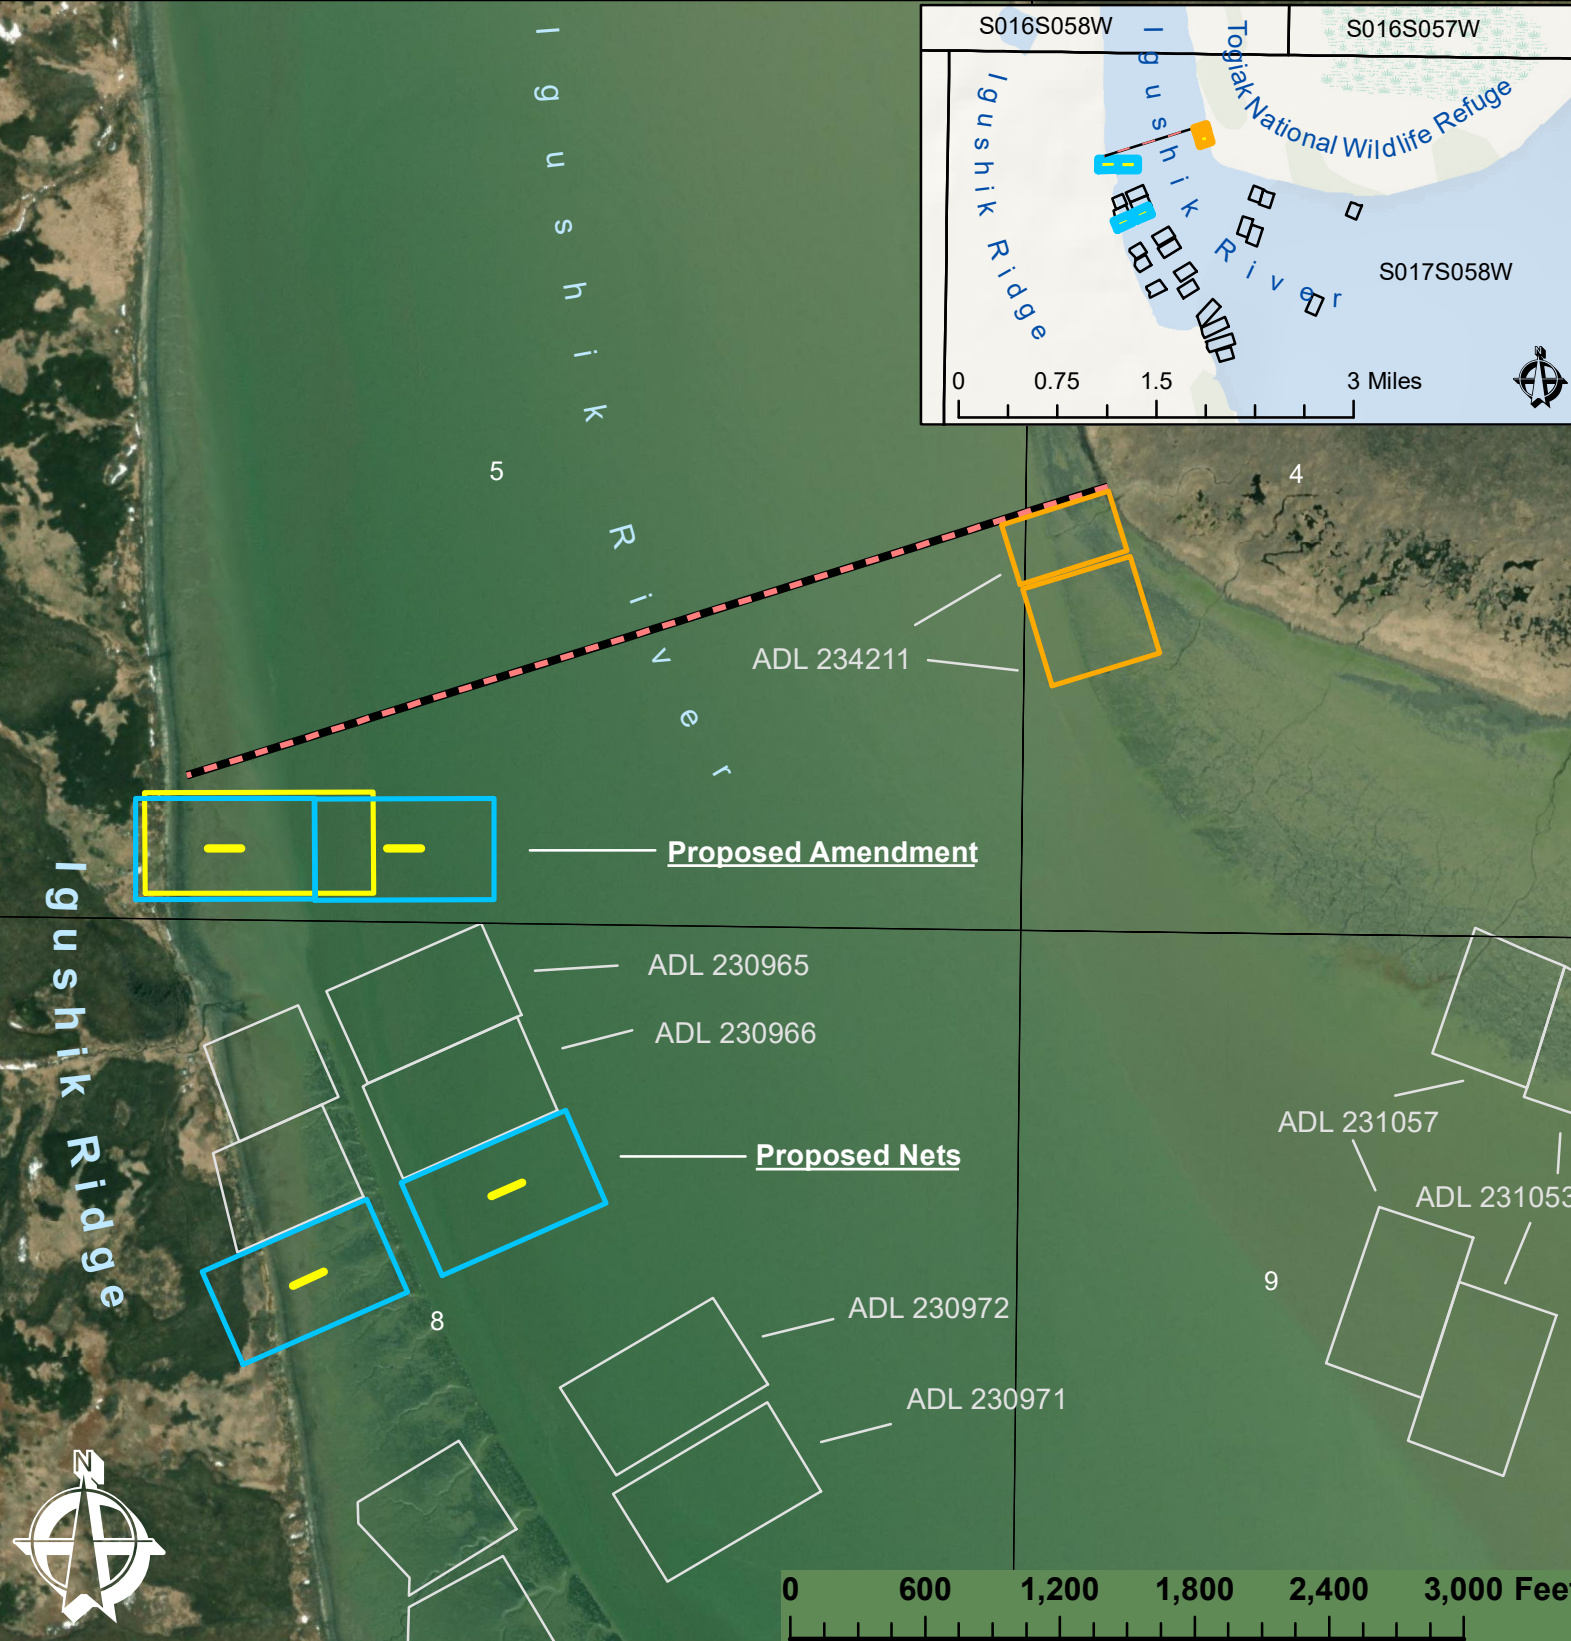 S016S058W
S016S057W
Igushik River
Togiak National Wildlife Refuge
Igushik Ridge
S017S058W
0 0.75 1.5 3 Miles
N
Igushik River
5
4
ADL 234211
Proposed Amendment
Igushik Ridge
ADL 230965
ADL 230966
ADL 231057
Proposed Nets
ADL 231053
9
ADL 230972
8
ADL 230971
N
0 600 1,200 1,800 2,400 3,000 Feet